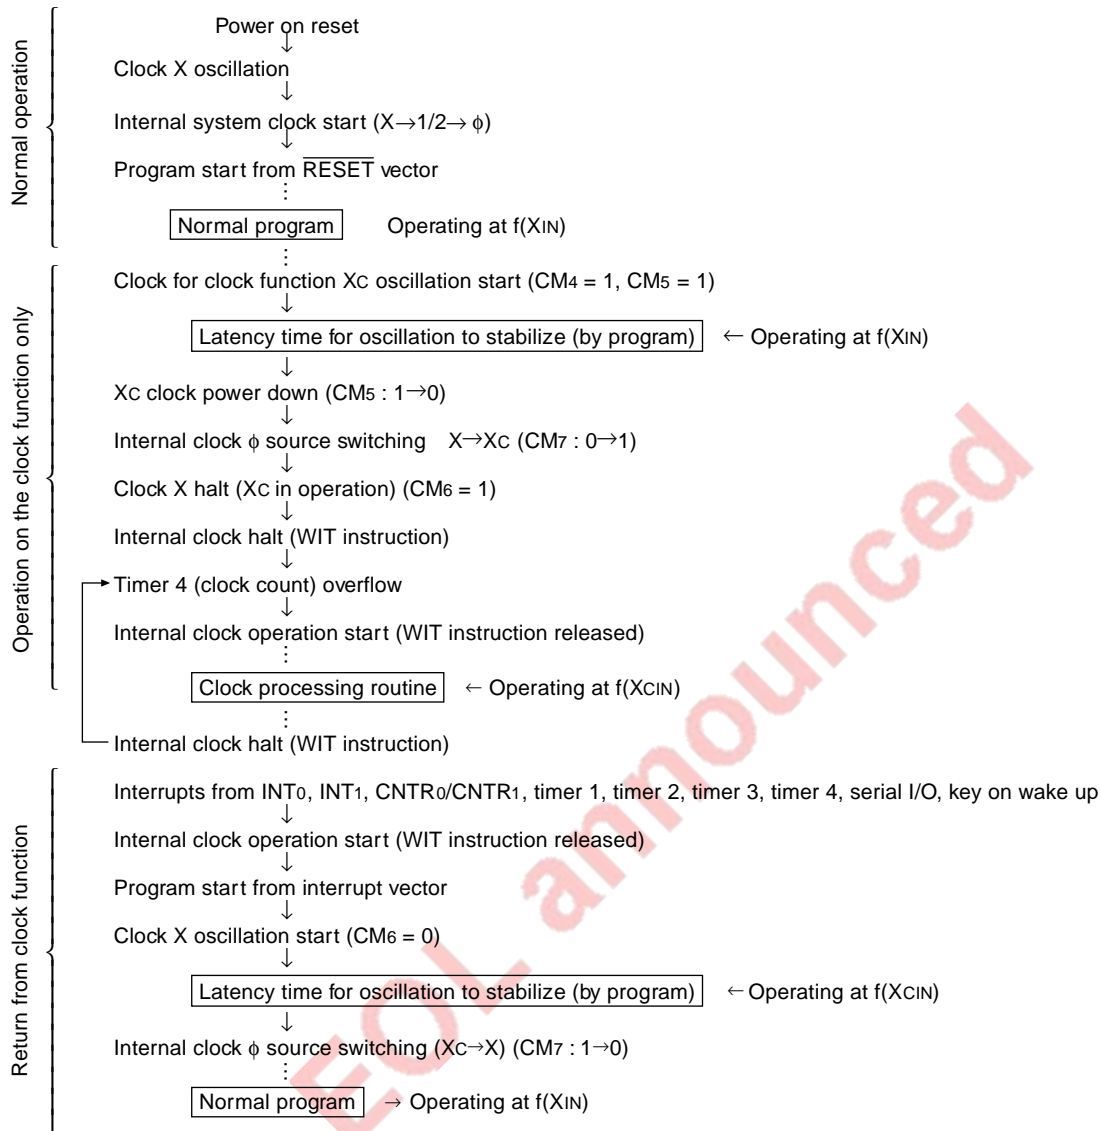 Normal operation
Power on reset
↓
Clock X oscillation
↓
Internal system clock start (X→1/2→ ϕ)
↓
Program start from R̅E̅S̅E̅T̅ vector
⋮
Normal program    Operating at f(XIN)
⋮
Operation on the clock function only
Clock for clock function XC oscillation start (CM4 = 1, CM5 = 1)
↓
Latency time for oscillation to stabilize (by program)  ← Operating at f(XIN)
↓
XC clock power down (CM5 : 1→0)
↓
Internal clock ϕ source switching  X→XC (CM7 : 0→1)
↓
Clock X halt (XC in operation) (CM6 = 1)
↓
Internal clock halt (WIT instruction)
↓
Timer 4 (clock count) overflow
↓
Internal clock operation start (WIT instruction released)
⋮
Clock processing routine  ← Operating at f(XCIN)
⋮
Internal clock halt (WIT instruction)
Return from clock function
Interrupts from INT0, INT1, CNTR0/CNTR1, timer 1, timer 2, timer 3, timer 4, serial I/O, key on wake up
↓
Internal clock operation start (WIT instruction released)
↓
Program start from interrupt vector
↓
Clock X oscillation start (CM6 = 0)
↓
Latency time for oscillation to stabilize (by program)  ← Operating at f(XCIN)
↓
Internal clock ϕ source switching (XC→X) (CM7 : 1→0)
⋮
Normal program  → Operating at f(XIN)
EOL announced